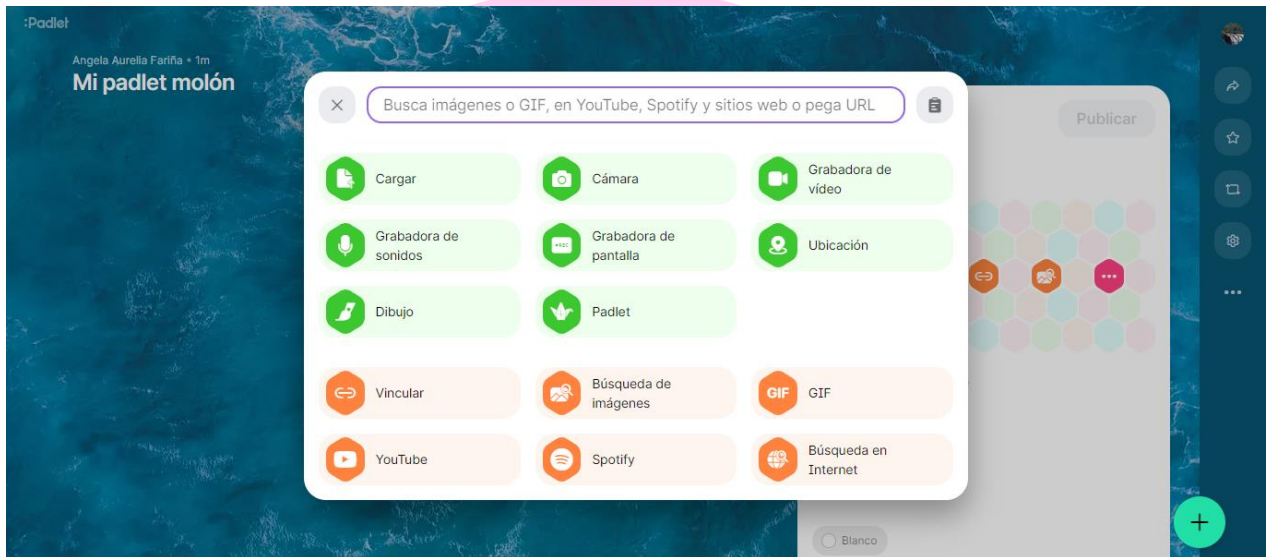 :Padlet
Angela Aurelia Fariña • 1m
Mi padlet molón
Busca imágenes o GIF, en YouTube, Spotify y sitios web o pega URL
Publicar
Cargar
Cámara
Grabadora de
vídeo
Grabadora de
sonidos
REC
Grabadora de
pantalla
Ubicación
Dibujo
Padlet
Vincular
Búsqueda de
imágenes
GIF
GIF
YouTube
Spotify
Búsqueda en
Internet
Blanco